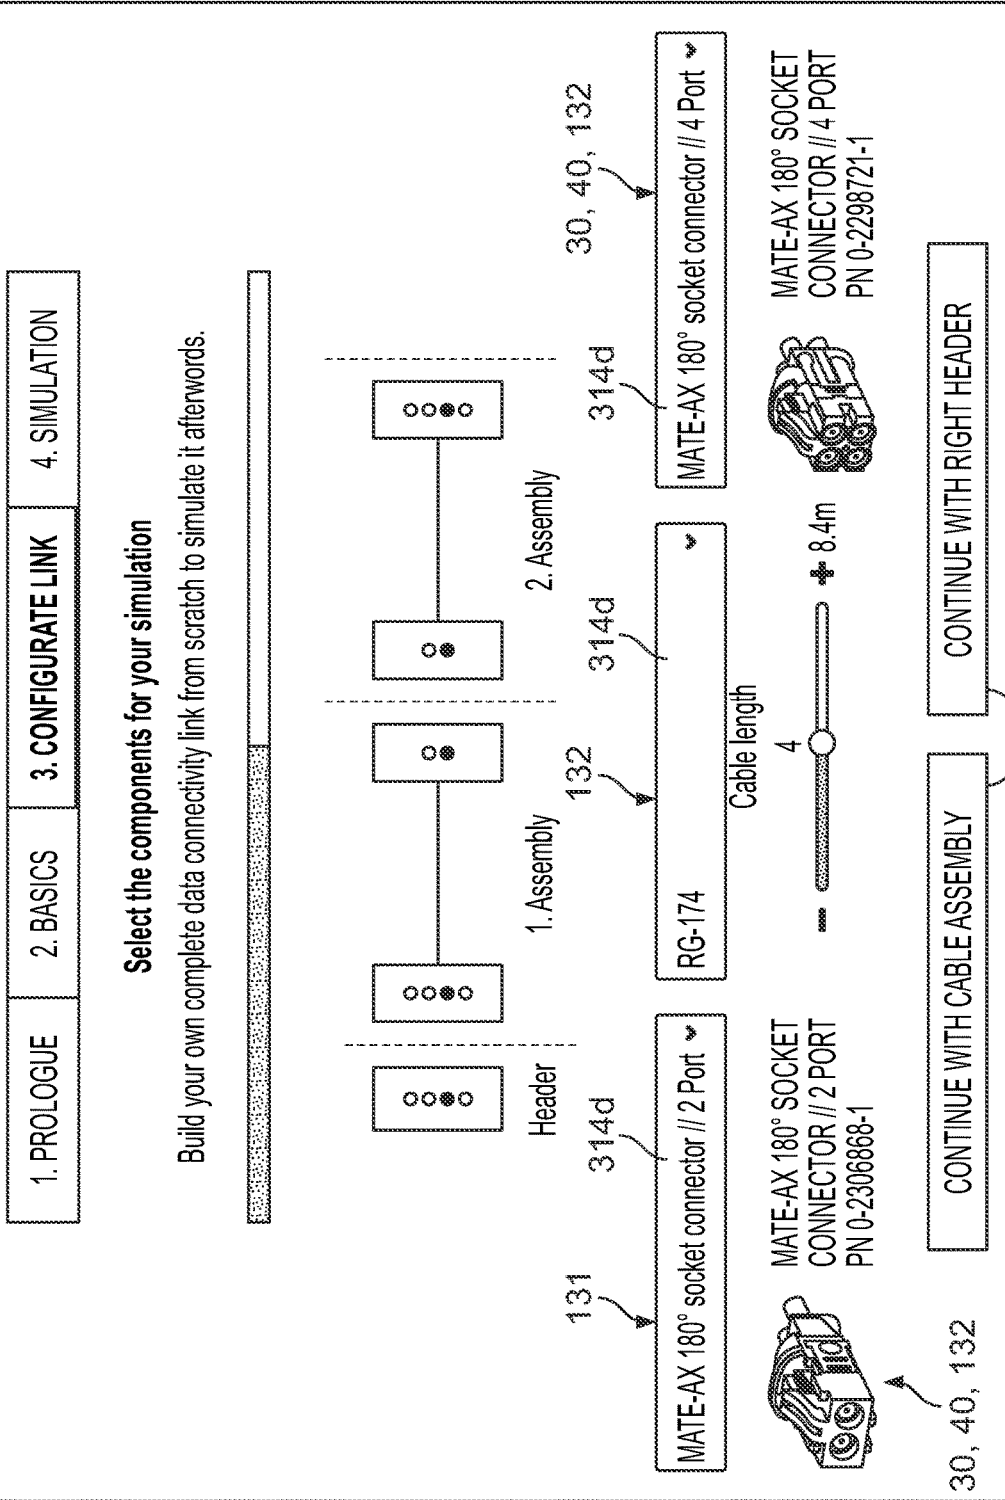 1. PROLOGUE
2. BASICS
3. CONFIGURATE LINK
4. SIMULATION
Select the components for your simulation
Build your own complete data connectivity link from scratch to simulate it afterwords.
Header
1. Assembly
2. Assembly
131
314d
132
314d
314d
30, 40, 132
MATE-AX 180° socket connector // 2 Port
RG-174
MATE-AX 180° socket connector // 4 Port
Cable length
4
8.4m
MATE-AX 180° SOCKET
CONNECTOR // 2 PORT
PN 0-2306868-1
MATE-AX 180° SOCKET
CONNECTOR // 4 PORT
PN 0-2298721-1
30, 40, 132
CONTINUE WITH CABLE ASSEMBLY
CONTINUE WITH RIGHT HEADER